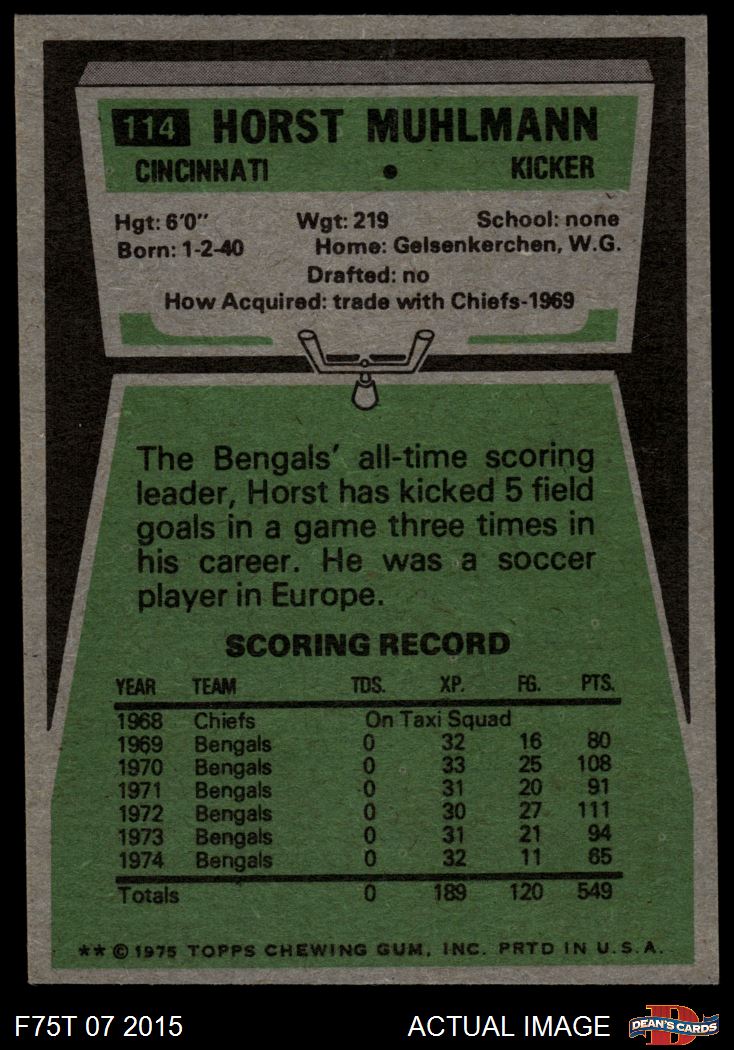 114 HORST MUHLMANN
CINCINNATI • KICKER
Hgt: 6'0" Wgt: 219 School: none
Born: 1-2-40 Home: Gelsenkerchen, W.G.
Drafted: no
How Acquired: trade with Chiefs-1969
The Bengals' all-time scoring
leader, Horst has kicked 5 field
goals in a game three times in
his career. He was a soccer
player in Europe.
SCORING RECORD
YEAR TEAM TDS. XP. FG. PTS.
1968 Chiefs On Taxi Squad
1969 Bengals 0 32 16 80
1970 Bengals 0 33 25 108
1971 Bengals 0 31 20 91
1972 Bengals 0 30 27 111
1973 Bengals 0 31 21 94
1974 Bengals 0 32 11 65
Totals 0 189 120 549
** © 1975 TOPPS CHEWING GUM, INC. PRTD IN U.S.A.
F75T 07 2015 ACTUAL IMAGE D DEAN'S CARDS